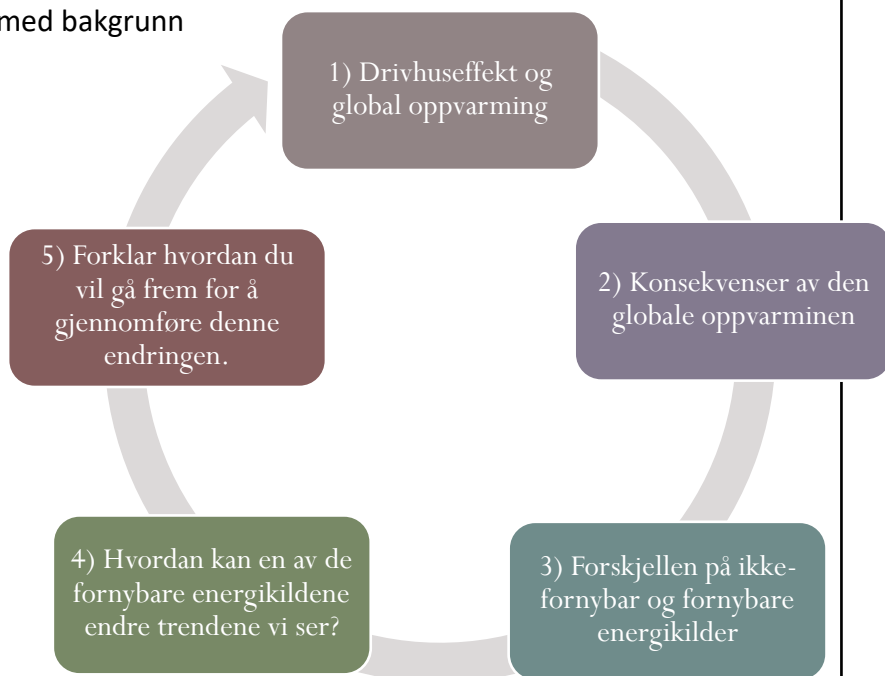 med bakgrunn
1) Drivhuseffekt og
global oppvarming
2) Konsekvenser av den
globale oppvarminen
3) Forskjellen på ikke-
fornybar og fornybare
energikilder
4) Hvordan kan en av de
fornybare energikildene
endre trendene vi ser?
5) Forklar hvordan du
vil gå frem for å
gjennomføre denne
endringen.